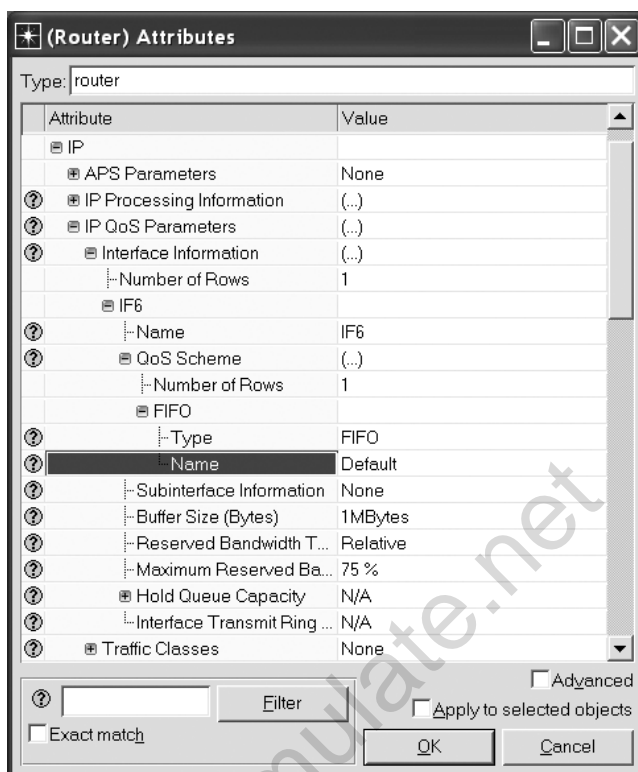 (Router) Attributes
Type: router
Attribute Value
IP
APS Parameters None
IP Processing Information (...)
IP QoS Parameters (...)
Interface Information (...)
Number of Rows 1
IF6
Name IF6
QoS Scheme (...)
Number of Rows 1
FIFO
Type FIFO
Name Default
Subinterface Information None
Buffer Size (Bytes) 1MBytes
Reserved Bandwidth T... Relative
Maximum Reserved Ba... 75 %
Hold Queue Capacity N/A
Interface Transmit Ring ... N/A
Traffic Classes None
Advanced
Filter
Apply to selected objects
Exact match
OK Cancel
mulate.net